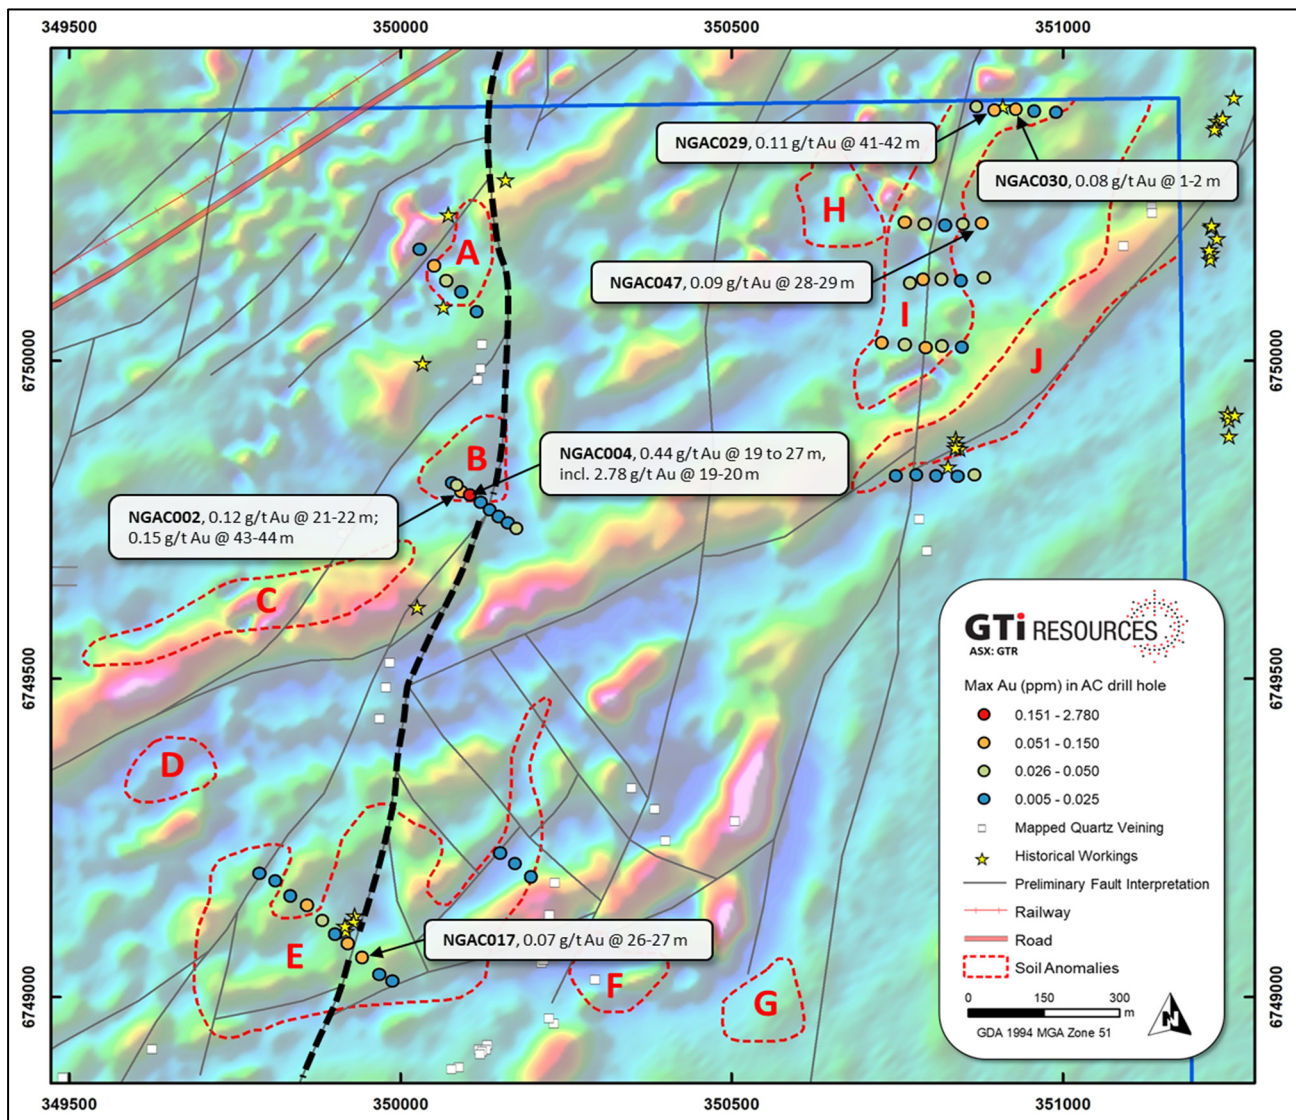 349500
350000
350500
351000
NGAC029, 0.11 g/t Au @ 41-42 m
NGAC030, 0.08 g/t Au @ 1-2 m
H
A
NGAC047, 0.09 g/t Au @ 28-29 m
I
6750000
6750000
J
B
NGAC004, 0.44 g/t Au @ 19 to 27 m,
incl. 2.78 g/t Au @ 19-20 m
NGAC002, 0.12 g/t Au @ 21-22 m;
0.15 g/t Au @ 43-44 m
C
6749500
6749500
D
NGAC017, 0.07 g/t Au @ 26-27 m
E
F
G
6749000
6749000
GTi RESOURCES
ASX: GTR
Max Au (ppm) in AC drill hole
0.151 - 2.780
0.051 - 0.150
0.026 - 0.050
0.005 - 0.025
Mapped Quartz Veining
Historical Workings
Preliminary Fault Interpretation
Railway
Road
Soil Anomalies
0 150 300
m
GDA 1994 MGA Zone 51
N
349500
350000
350500
351000